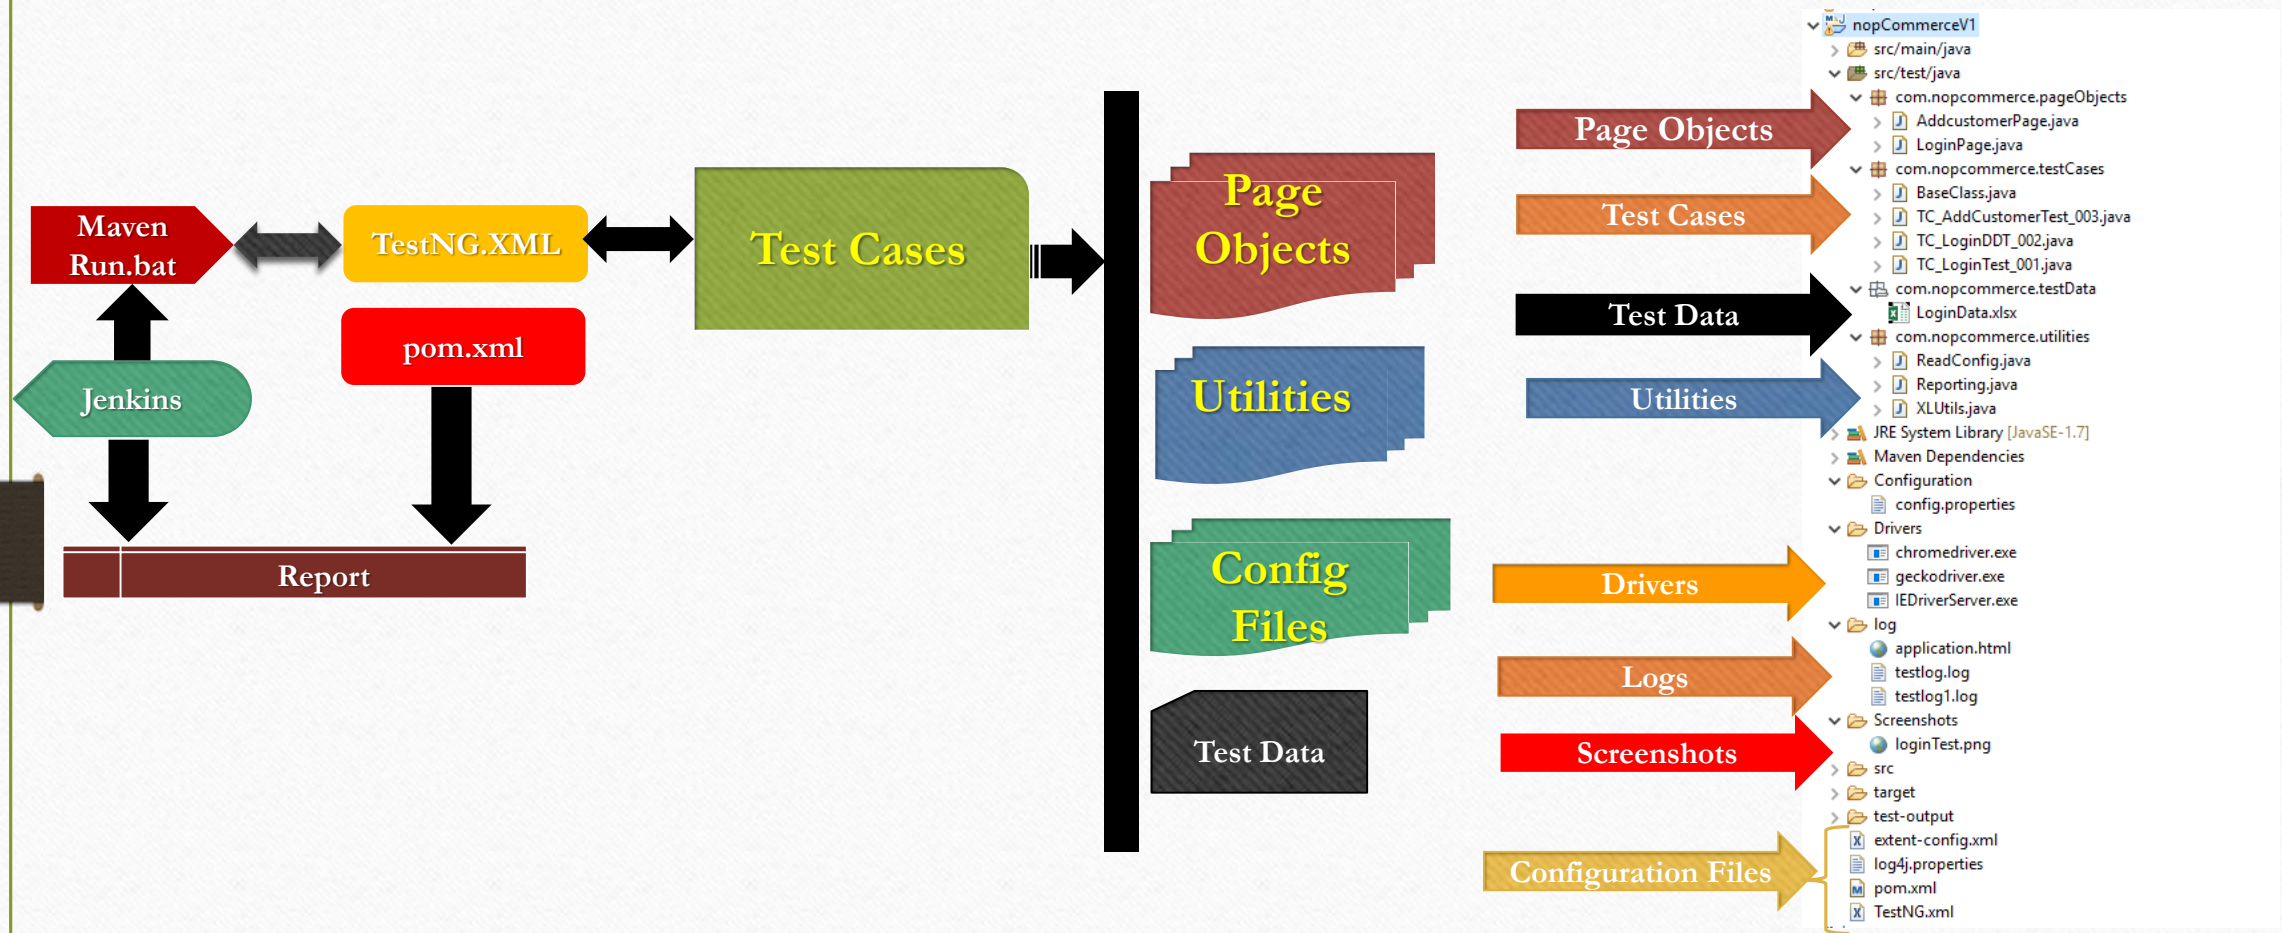 Maven
Run.bat
TestNG.XML
Test Cases
pom.xml
Jenkins
Report
Page
Objects
Utilities
Config
Files
Test Data
Page Objects
Test Cases
Test Data
Utilities
Drivers
Logs
Screenshots
Configuration Files
nopCommerceV1
src/main/java
src/test/java
com.nopcommerce.pageObjects
AddcustomerPage.java
LoginPage.java
com.nopcommerce.testCases
BaseClass.java
TC_AddCustomerTest_003.java
TC_LoginDDT_002.java
TC_LoginTest_001.java
com.nopcommerce.testData
LoginData.xlsx
com.nopcommerce.utilities
ReadConfig.java
Reporting.java
XLUtils.java
JRE System Library [JavaSE-1.7]
Maven Dependencies
Configuration
config.properties
Drivers
chromedriver.exe
geckodriver.exe
IEDriverServer.exe
log
application.html
testlog.log
testlog1.log
Screenshots
loginTest.png
src
target
test-output
extent-config.xml
log4j.properties
pom.xml
TestNG.xml